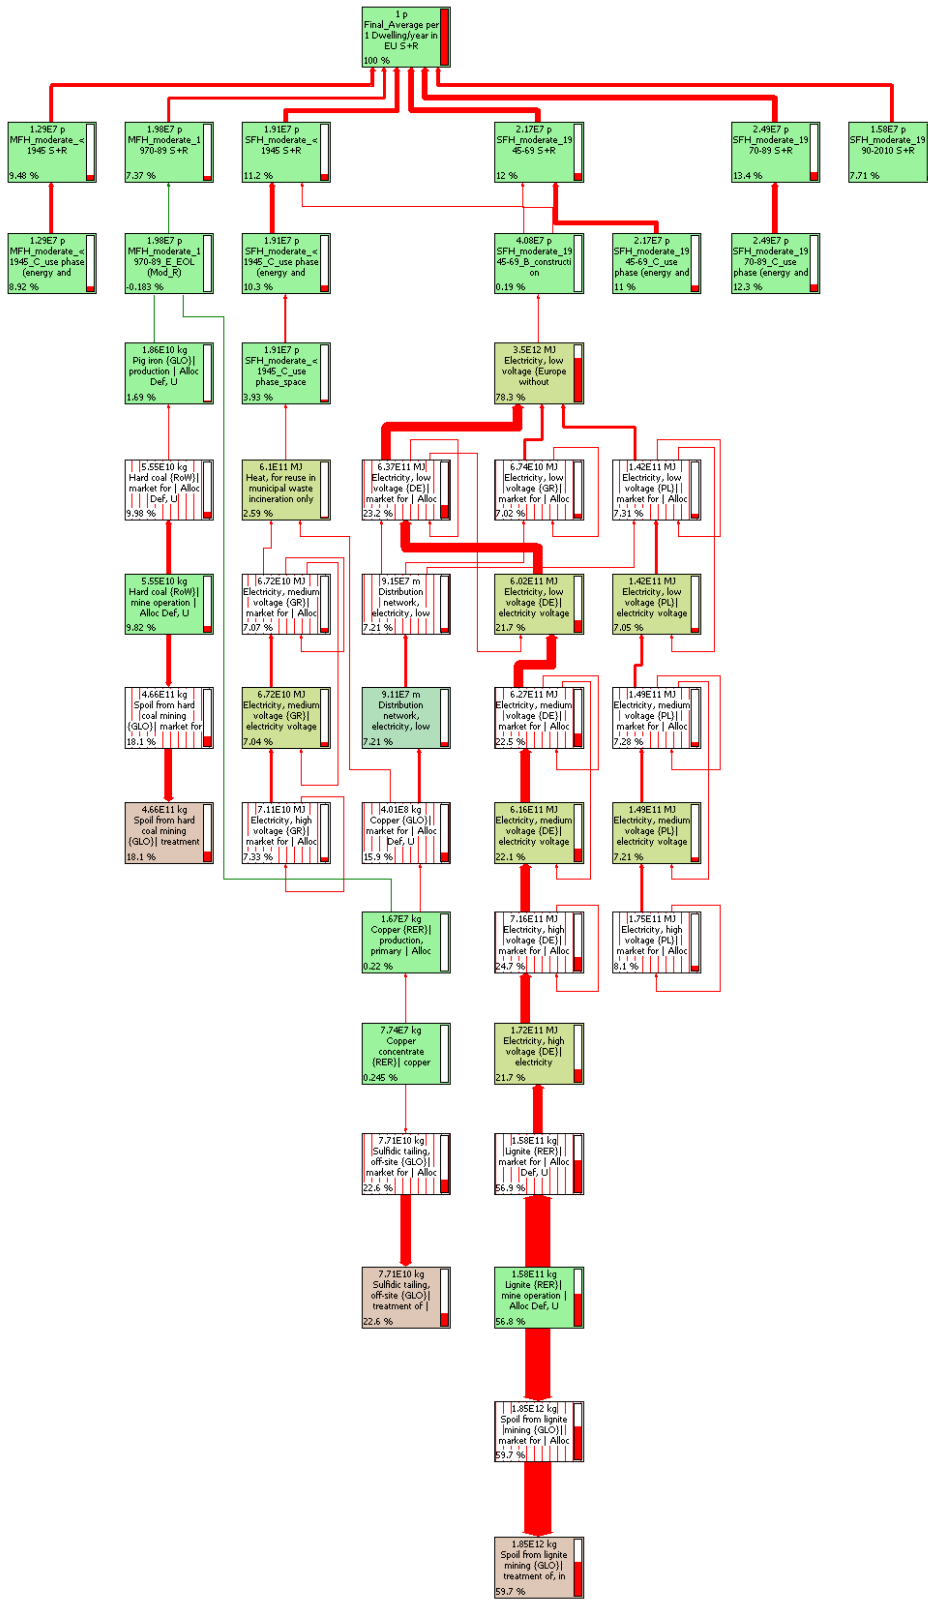 1 p
Final_Average per
1 Dwelling/year in
EU S+R
100 %
1.29E7 p
MFH_moderate_<
1945 S+R
9.48 %
1.98E7 p
MFH_moderate_1
970-89 S+R
7.37 %
1.91E7 p
SFH_moderate_<
1945 S+R
11.2 %
2.17E7 p
SFH_moderate_19
45-69 S+R
12 %
2.49E7 p
SFH_moderate_19
70-89 S+R
13.4 %
1.58E7 p
SFH_moderate_19
90-2010 S+R
7.71 %
1.29E7 p
MFH_moderate_<
1945_C_use phase
(energy and
8.92 %
1.98E7 p
MFH_moderate_1
970-89_E_EOL
(Mod_R)
-0.183 %
1.91E7 p
SFH_moderate_<
1945_C_use phase
(energy and
10.3 %
4.08E7 p
SFH_moderate_19
45-69_B_constructi
on
0.19 %
2.17E7 p
SFH_moderate_19
45-69_C_use
phase (energy and
11 %
2.49E7 p
SFH_moderate_19
70-89_C_use
phase (energy and
12.3 %
1.86E10 kg
Pig iron {GLO}|
production | Alloc
Def, U
1.69 %
1.91E7 p
SFH_moderate_<
1945_C_use
phase_space
3.93 %
3.5E12 MJ
Electricity, low
voltage {Europe
without
78.3 %
5.55E10 kg
Hard coal {RoW}|
market for | Alloc
Def, U
9.98 %
6.1E11 MJ
Heat, for reuse in
municipal waste
incineration only
2.59 %
6.37E11 MJ
Electricity, low
voltage {DE}|
market for | Alloc
23.2 %
6.74E10 MJ
Electricity, low
voltage {GR}|
market for | Alloc
7.02 %
1.42E11 MJ
Electricity, low
voltage {PL}|
market for | Alloc
7.31 %
5.55E10 kg
Hard coal {RoW}|
mine operation |
Alloc Def, U
9.82 %
6.72E10 MJ
Electricity, medium
voltage {GR}|
market for | Alloc
7.07 %
9.15E7 m
Distribution
network,
electricity, low
7.21 %
6.02E11 MJ
Electricity, low
voltage {DE}|
electricity voltage
21.7 %
1.42E11 MJ
Electricity, low
voltage {PL}|
electricity voltage
7.05 %
4.66E11 kg
Spoil from hard
coal mining
{GLO}| market for
18.1 %
6.72E10 MJ
Electricity, medium
voltage {GR}|
electricity voltage
7.04 %
9.11E7 m
Distribution
network,
electricity, low
7.21 %
6.27E11 MJ
Electricity, medium
voltage {DE}|
market for | Alloc
22.5 %
1.49E11 MJ
Electricity, medium
voltage {PL}|
market for | Alloc
7.28 %
4.66E11 kg
Spoil from hard
coal mining
{GLO}| treatment
18.1 %
7.11E10 MJ
Electricity, high
voltage {GR}|
market for | Alloc
7.33 %
4.01E8 kg
Copper {GLO}|
market for | Alloc
Def, U
15.9 %
6.16E11 MJ
Electricity, medium
voltage {DE}|
electricity voltage
22.1 %
1.49E11 MJ
Electricity, medium
voltage {PL}|
electricity voltage
7.21 %
1.67E7 kg
Copper {RER}|
production,
primary | Alloc
0.22 %
7.16E11 MJ
Electricity, high
voltage {DE}|
market for | Alloc
24.7 %
1.75E11 MJ
Electricity, high
voltage {PL}|
market for | Alloc
8.1 %
7.74E7 kg
Copper
concentrate
{RER}| copper
0.245 %
1.72E11 MJ
Electricity, high
voltage {DE}|
electricity
21.7 %
7.71E10 kg
Sulfidic tailing,
off-site {GLO}|
market for | Alloc
22.6 %
1.58E11 kg
Lignite {RER}|
market for | Alloc
Def, U
56.9 %
7.71E10 kg
Sulfidic tailing,
off-site {GLO}|
treatment of |
22.6 %
1.58E11 kg
Lignite {RER}|
mine operation |
Alloc Def, U
56.8 %
1.85E12 kg
Spoil from lignite
mining {GLO}|
market for | Alloc
59.7 %
1.85E12 kg
Spoil from lignite
mining {GLO}|
treatment of, in
59.7 %